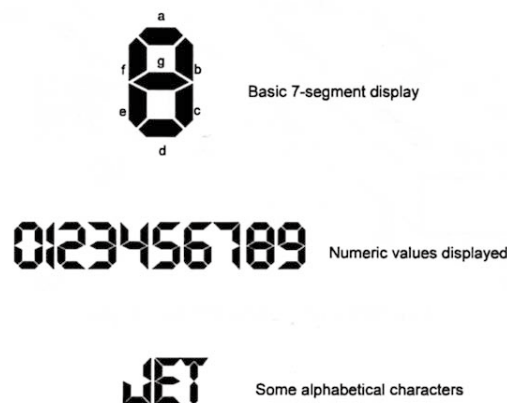 a
f g b
Basic 7-segment display
e c
d
0123456789 Numeric values displayed
JET Some alphabetical characters